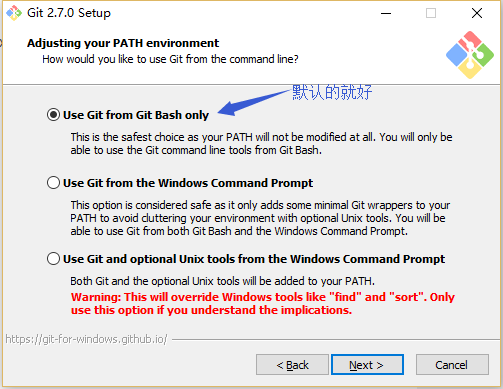 Git 2.7.0 Setup
Adjusting your PATH environment
How would you like to use Git from the command line?
默认的就好
Use Git from Git Bash only
This is the safest choice as your PATH will not be modified at all. You will only be
able to use the Git command line tools from Git Bash.
Use Git from the Windows Command Prompt
This option is considered safe as it only adds some minimal Git wrappers to your
PATH to avoid cluttering your environment with optional Unix tools. You will be
able to use Git from both Git Bash and the Windows Command Prompt.
Use Git and optional Unix tools from the Windows Command Prompt
Both Git and the optional Unix tools will be added to your PATH.
Warning: This will override Windows tools like "find" and "sort". Only
use this option if you understand the implications.
https://git-for-windows.github.io/
< Back
Next >
Cancel